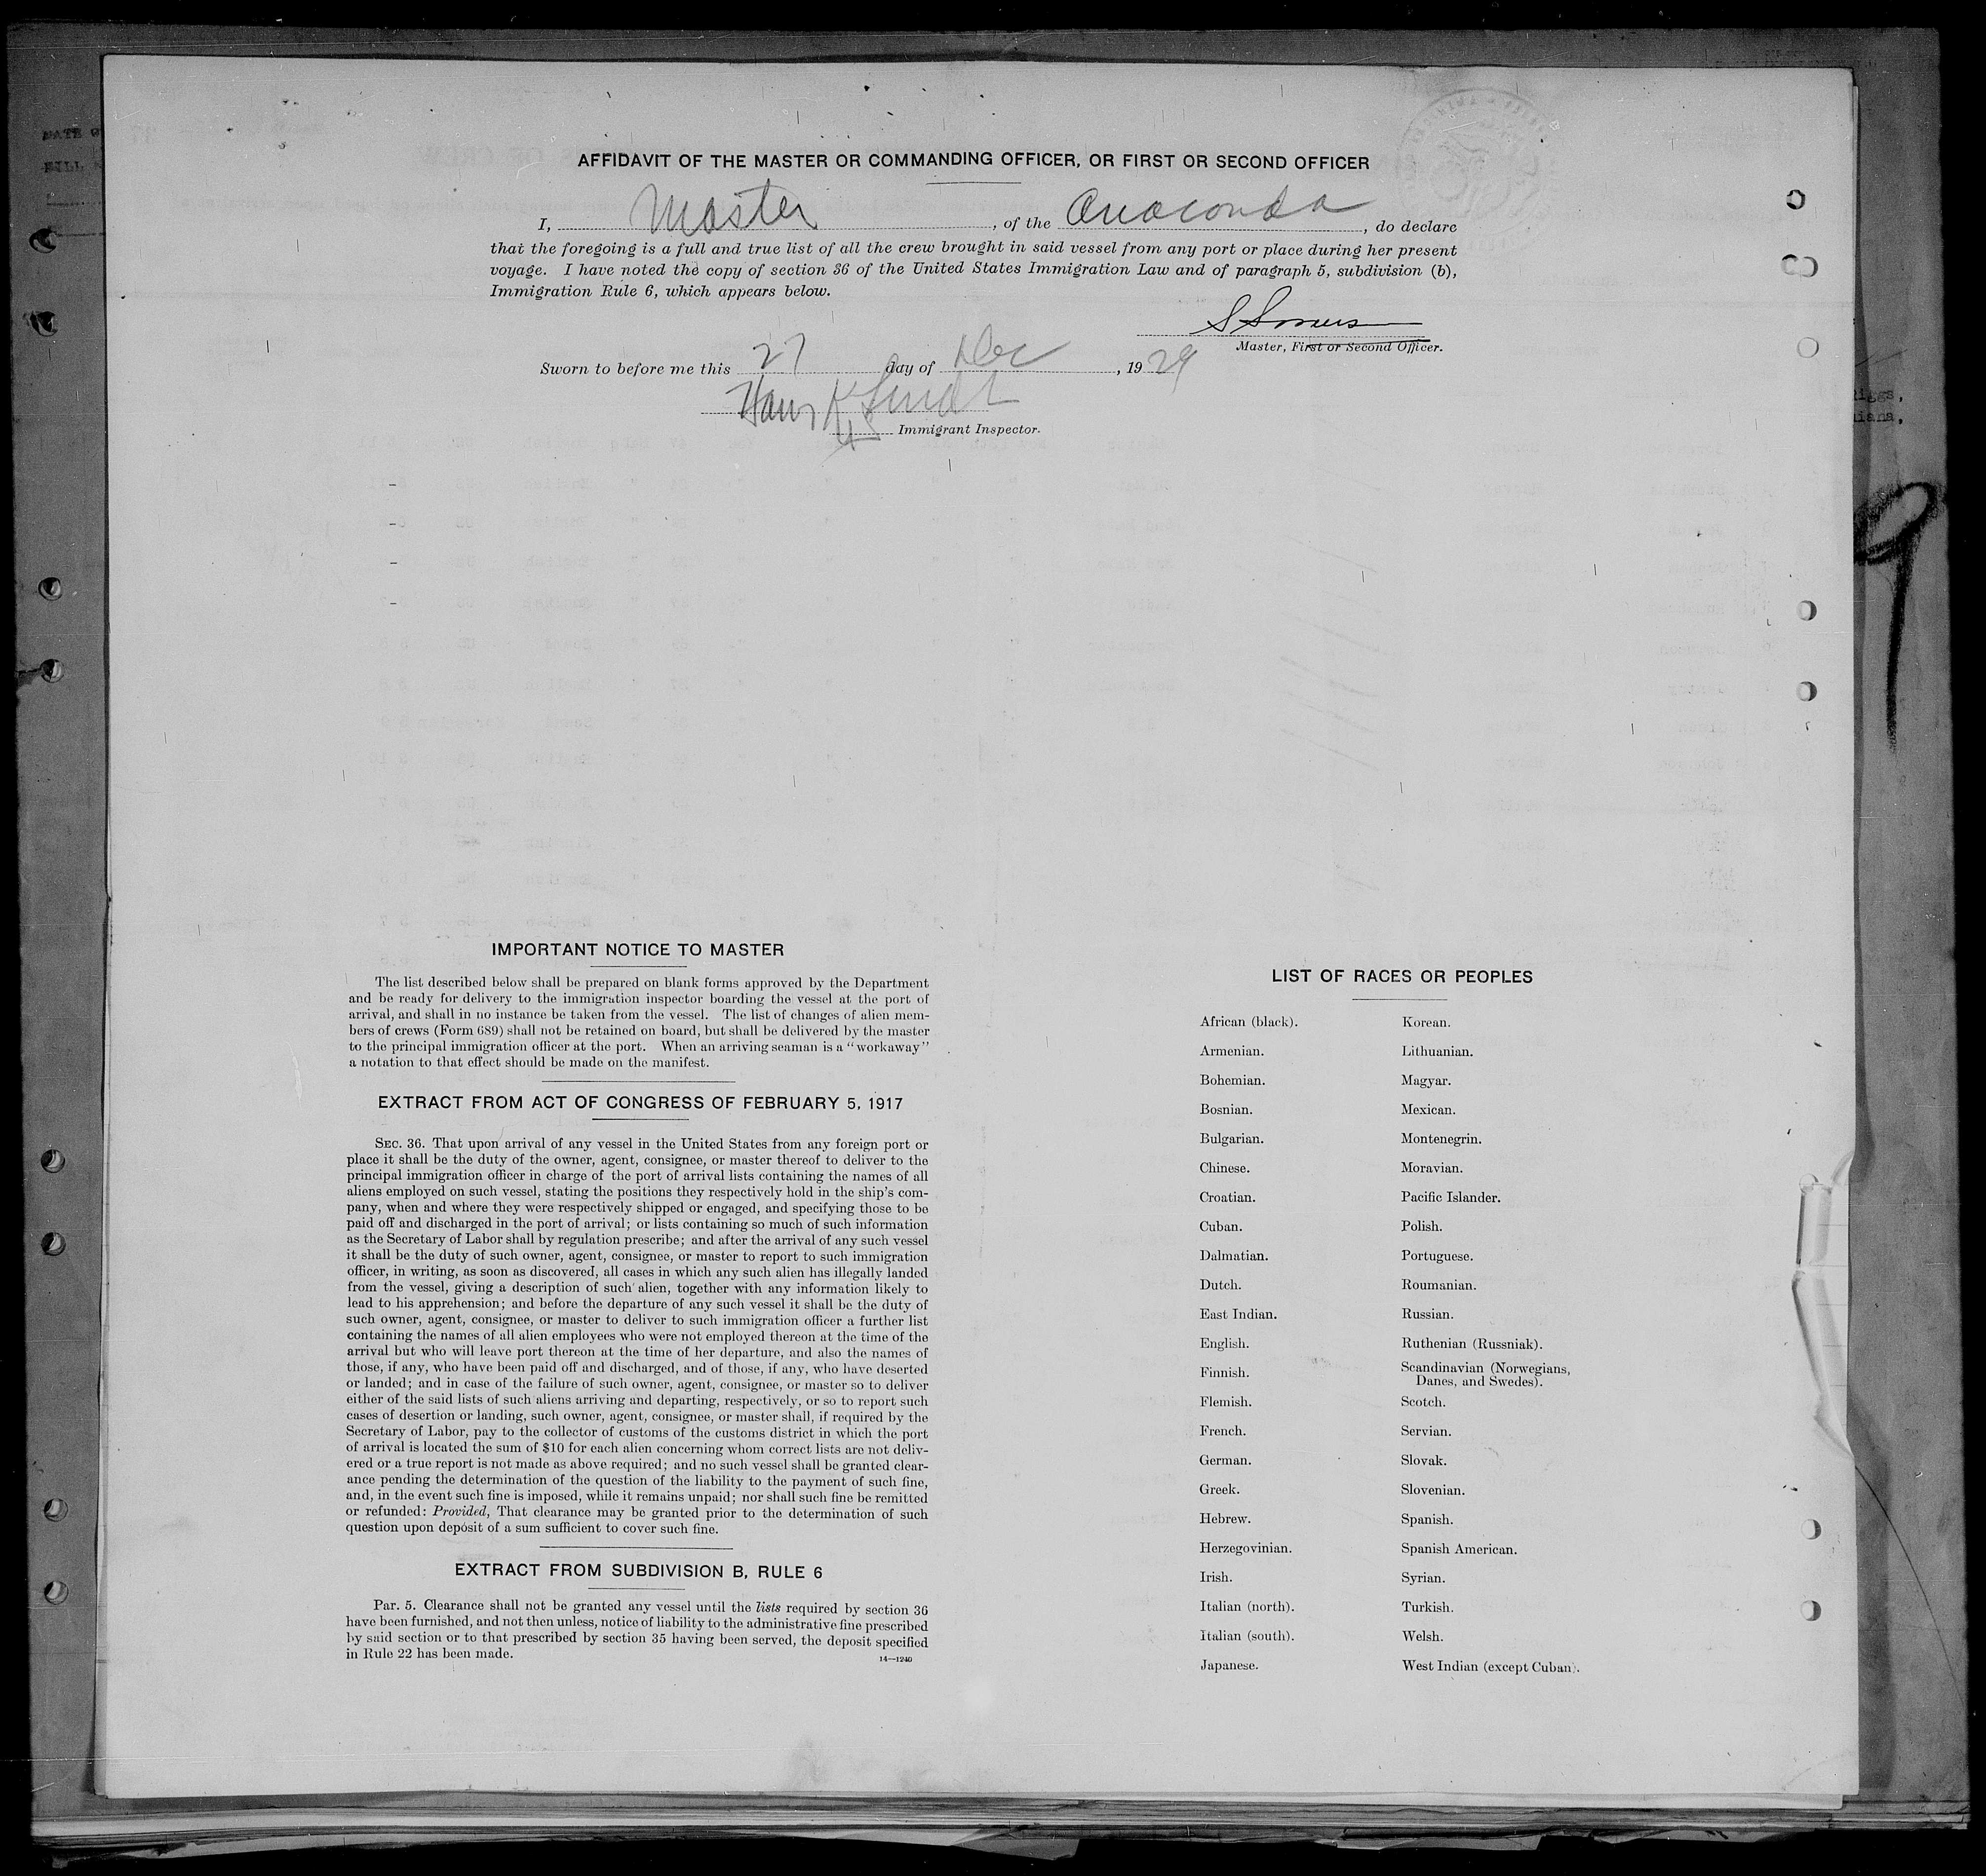 AFFIDAVIT OF THE MASTER OR COMMANDING OFFICER, OR FIRST OR SECOND OFFICER
I, Master, of the Anaconda, do declare
that the foregoing is a full and true list of all the crew brought in said vessel from any port or place during her present
voyage. I have noted the copy of section 36 of the United States Immigration Law and of paragraph 5, subdivision (b),
Immigration Rule 6, which appears below.
Master, First or Second Officer.
Sworn to before me this 27 day of Dec, 1929
Immigrant Inspector.
IMPORTANT NOTICE TO MASTER
The list described below shall be prepared on blank forms approved by the Department
and be ready for delivery to the immigration inspector boarding the vessel at the port of
arrival, and shall in no instance be taken from the vessel. The list of changes of alien mem-
bers of crews (Form 689) shall not be retained on board, but shall be delivered by the master
to the principal immigration officer at the port. When an arriving seaman is a "workaway"
a notation to that effect should be made on the manifest.
EXTRACT FROM ACT OF CONGRESS OF FEBRUARY 5, 1917
SEC. 36. That upon arrival of any vessel in the United States from any foreign port or
place it shall be the duty of the owner, agent, consignee, or master thereof to deliver to the
principal immigration officer in charge of the port of arrival lists containing the names of all
aliens employed on such vessel, stating the positions they respectively hold in the ship's com-
pany, when and where they were respectively shipped or engaged, and specifying those to be
paid off and discharged in the port of arrival; or lists containing so much of such information
as the Secretary of Labor shall by regulation prescribe; and after the arrival of any such vessel
it shall be the duty of such owner, agent, consignee, or master to report to such immigration
officer, in writing, as soon as discovered, all cases in which any such alien has illegally landed
from the vessel, giving a description of such alien, together with any information likely to
lead to his apprehension; and before the departure of any such vessel it shall be the duty of
such owner, agent, consignee, or master to deliver to such immigration officer a further list
containing the names of all alien employees who were not employed thereon at the time of the
arrival but who will leave port thereon at the time of her departure, and also the names of
those, if any, who have been paid off and discharged, and of those, if any, who have deserted
or landed; and in case of the failure of such owner, agent, consignee, or master so to deliver
either of the said lists of such aliens arriving and departing, respectively, or so to report such
cases of desertion or landing, such owner, agent, consignee, or master shall, if required by the
Secretary of Labor, pay to the collector of customs of the customs district in which the port
of arrival is located the sum of $10 for each alien concerning whom correct lists are not deliv-
ered or a true report is not made as above required; and no such vessel shall be granted clear-
ance pending the determination of the question of the liability to the payment of such fine,
and, in the event such fine is imposed, while it remains unpaid; nor shall such fine be remitted
or refunded: Provided, That clearance may be granted prior to the determination of such
question upon deposit of a sum sufficient to cover such fine.
EXTRACT FROM SUBDIVISION B, RULE 6
Par. 5. Clearance shall not be granted any vessel until the lists required by section 36
have been furnished, and not then unless, notice of liability to the administrative fine prescribed
by said section or to that prescribed by section 35 having been served, the deposit specified
in Rule 22 has been made.
14—1240
LIST OF RACES OR PEOPLES
African (black). Korean.
Armenian. Lithuanian.
Bohemian. Magyar.
Bosnian. Mexican.
Bulgarian. Montenegrin.
Chinese. Moravian.
Croatian. Pacific Islander.
Cuban. Polish.
Dalmatian. Portuguese.
Dutch. Roumanian.
East Indian. Russian.
English. Ruthenian (Russniak).
Finnish. Scandinavian (Norwegians,
Danes, and Swedes).
Flemish. Scotch.
French. Servian.
German. Slovak.
Greek. Slovenian.
Hebrew. Spanish.
Herzegovinian. Spanish American.
Irish. Syrian.
Italian (north). Turkish.
Italian (south). Welsh.
Japanese. West Indian (except Cuban).